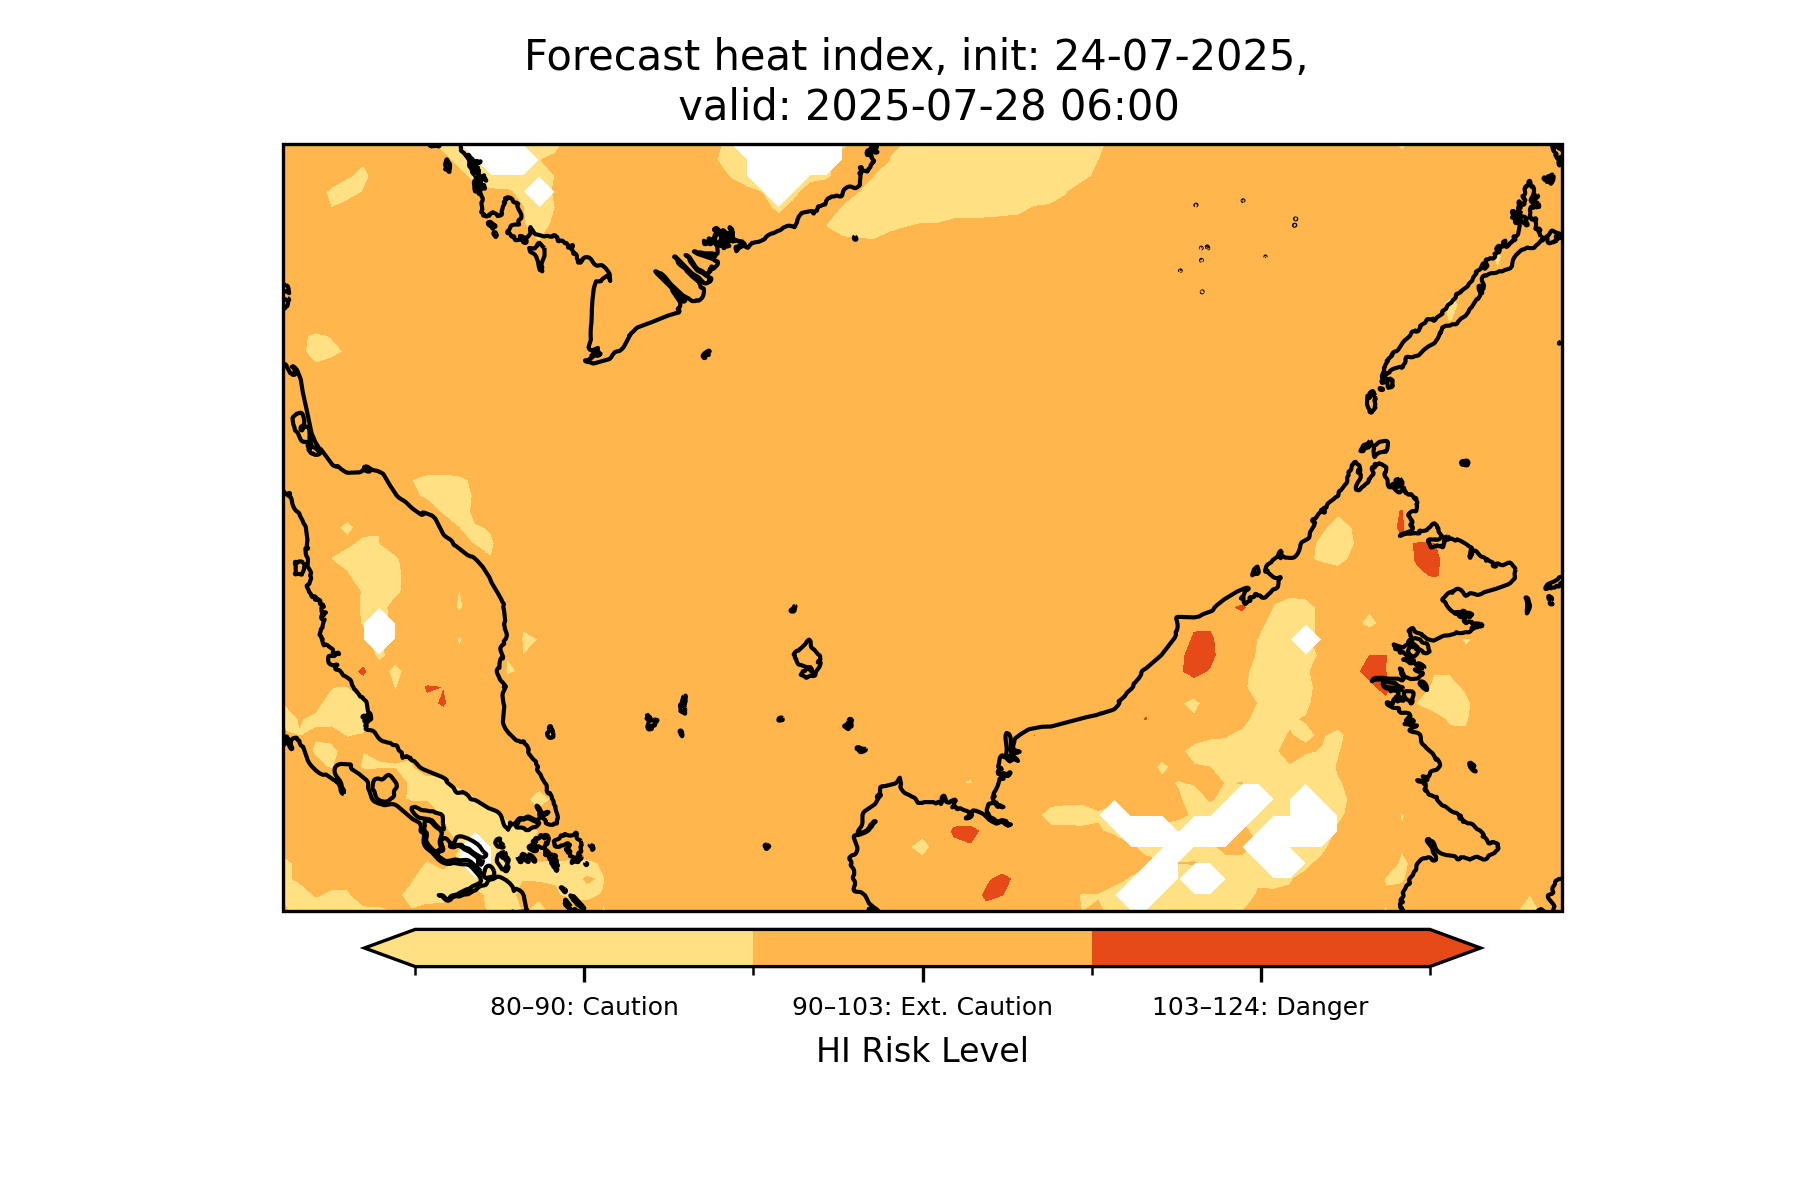 Forecast heat index, init: 24-07-2025,
valid: 2025-07-28 06:00
80–90: Caution
90–103: Ext. Caution
103–124: Danger
HI Risk Level